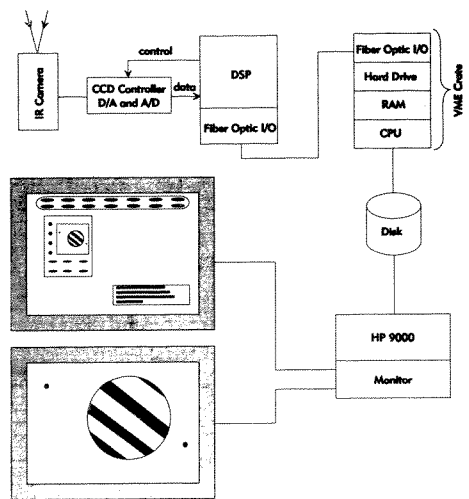 control
IR Camera
CCD Controller
D/A and A/D
data
DSP
Fiber Optic I/O
Fiber Optic I/O
Hard Drive
RAM
CPU
VME Crate
Disk
HP 9000
Monitor